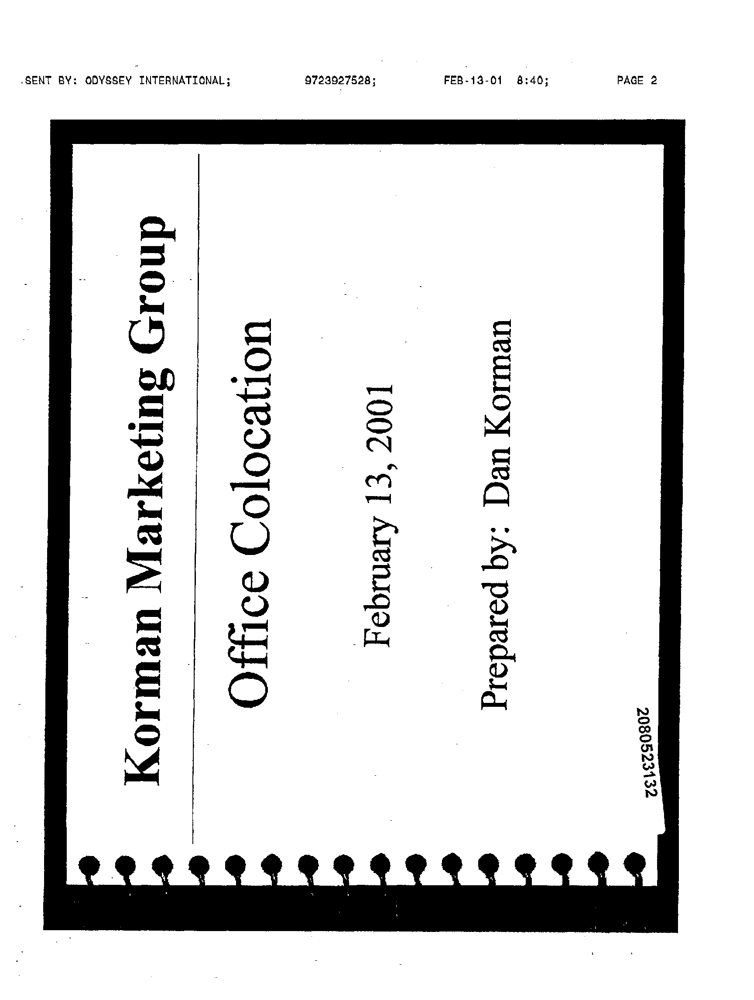 .SENT BY: ODYSSEY INTERNATIONAL; 9723927528; FEB-13-01 8:40; PAGE 2
Korman Marketing Group
Office Colocation
February 13, 2001
Prepared by: Dan Korman
2080523132